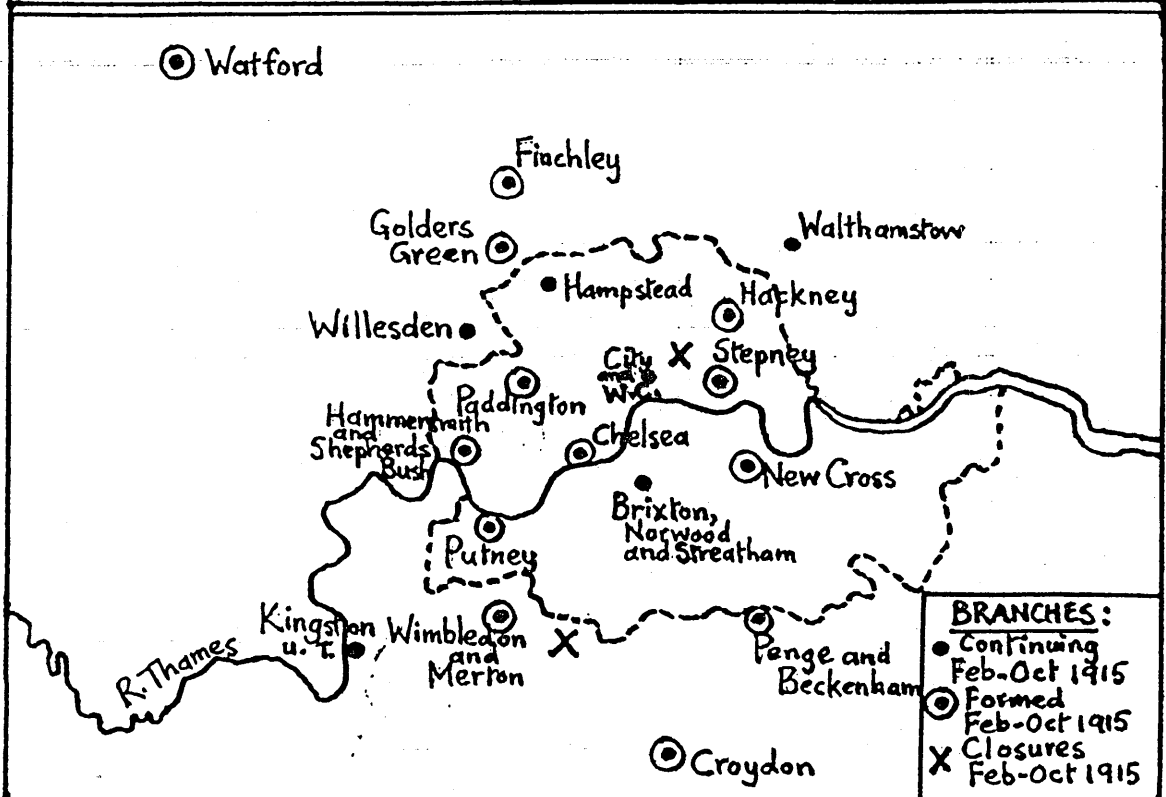 Watford
Finchley
Golders
Green
Walthamstow
Hampstead
Hackney
Willesden
City
and
W.C.
Stepney
Paddington
Hammersmith
and
Shepherds
Bush
Chelsea
New Cross
Brixton,
Norwood
and Streatham
Putney
Kingston
u. T.
Wimbledon
and
Merton
R. Thames
Penge and
Beckenham
Croydon
BRANCHES:
Continuing
Feb-Oct 1915
Formed
Feb-Oct 1915
X Closures
Feb-Oct 1915